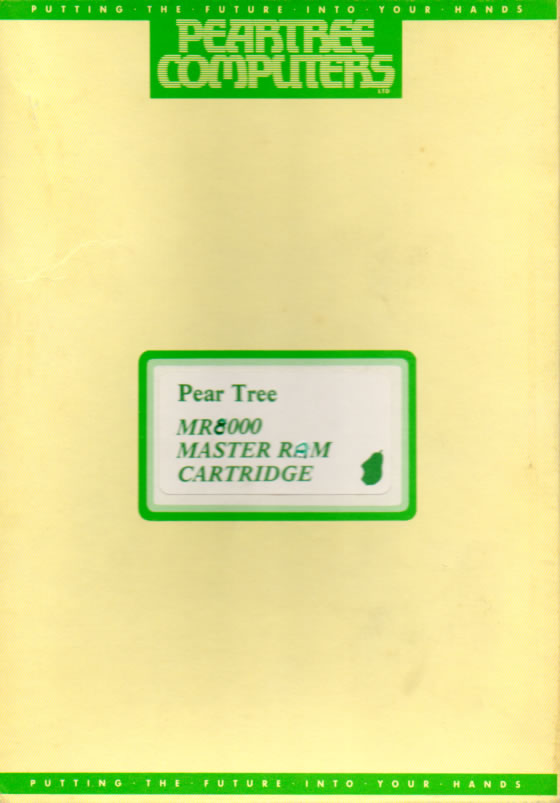 PUTTING · THE · FUTURE · INTO · YOUR · HANDS
PEARTREE
COMPUTERS
LTD
Pear Tree
MR8000
MASTER RAM
CARTRIDGE
PUTTING · THE · FUTURE · INTO · YOUR · HANDS